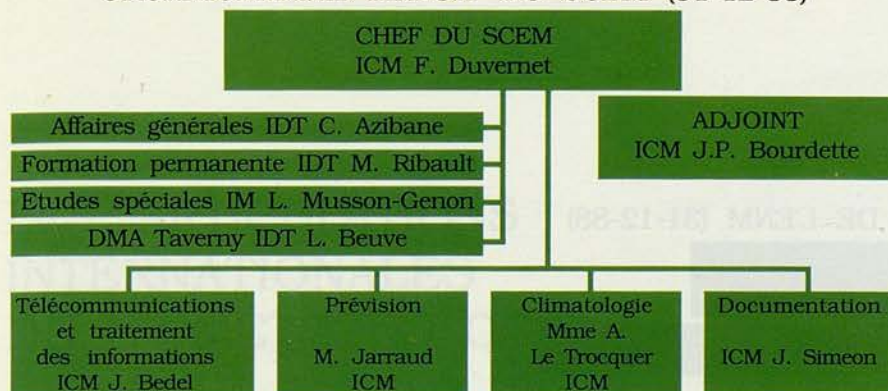 CHEF DU SCEM
ICM F. Duvernet
ADJOINT
ICM J.P. Bourdette
Affaires générales IDT C. Azibane
Formation permanente IDT M. Ribault
Etudes spéciales IM L. Musson-Genon
DMA Taverny IDT L. Beuve
Télécommunications
et traitement
des informations
ICM J. Bedel
Prévision
M. Jarraud
ICM
Climatologie
Mme A.
Le Trocquer
ICM
Documentation
ICM J. Simeon